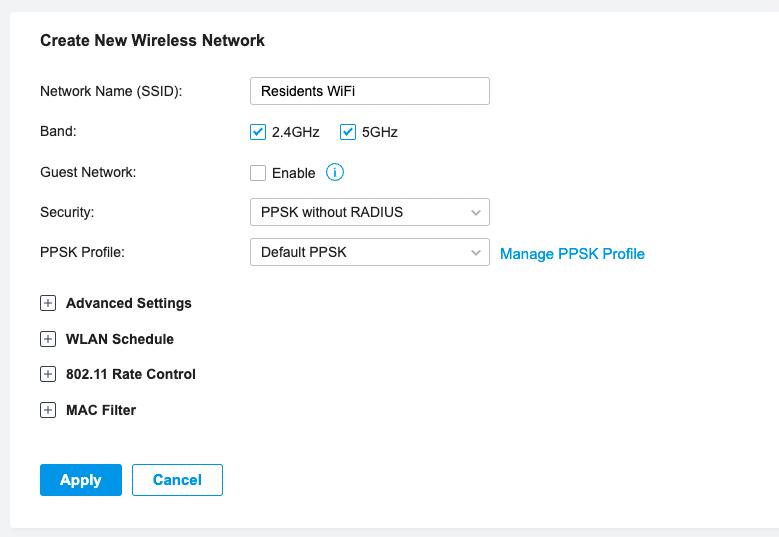 Create New Wireless Network
Network Name (SSID): Residents WiFi
Band: 2.4GHz 5GHz
Guest Network: Enable
Security: PPSK without RADIUS
PPSK Profile: Default PPSK Manage PPSK Profile
Advanced Settings
WLAN Schedule
802.11 Rate Control
MAC Filter
Apply Cancel